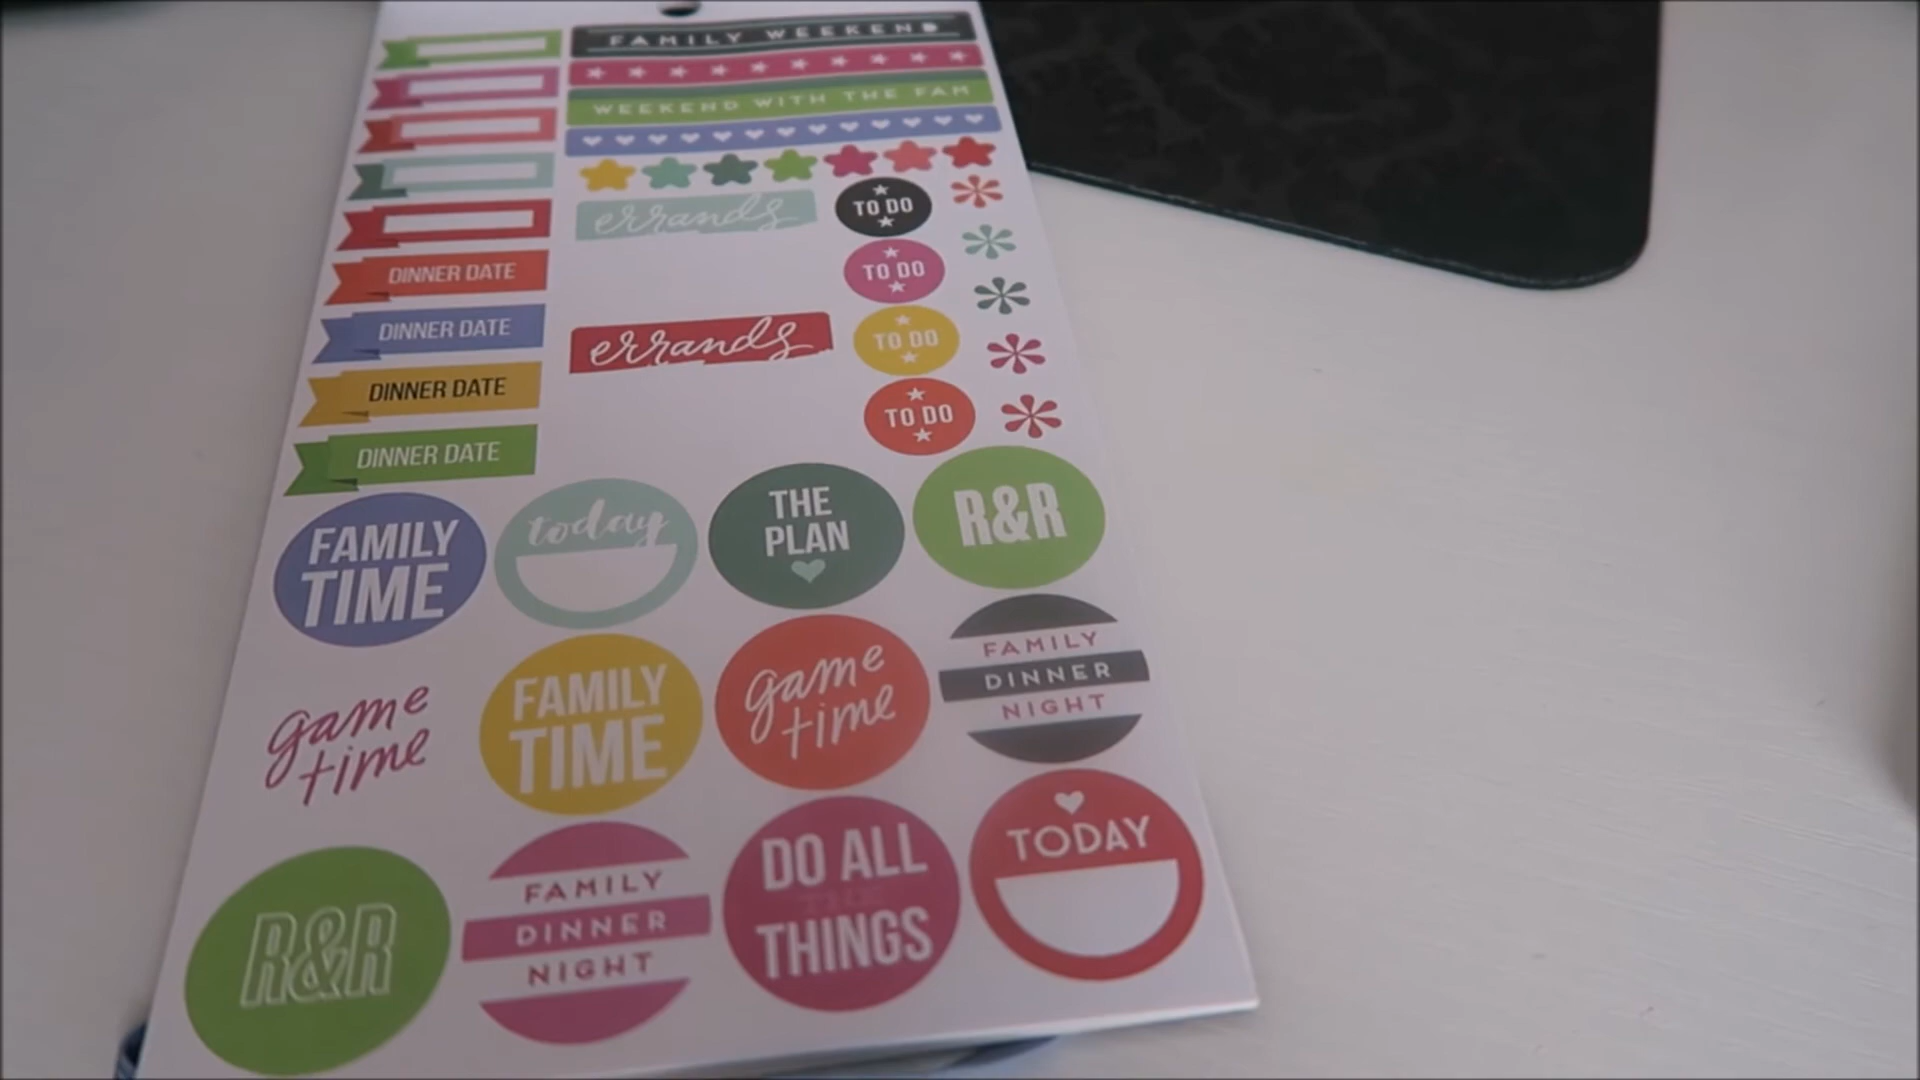 FAMILY WEEKEND
WEEKEND WITH THE FAM
errands
TO DO
TO DO
errands
TO DO
TO DO
DINNER DATE
DINNER DATE
DINNER DATE
DINNER DATE
FAMILY
TIME
today
THE
PLAN
R&R
game
time
FAMILY
TIME
game
time
FAMILY
DINNER
NIGHT
R&R
FAMILY
DINNER
NIGHT
DO ALL
THE
THINGS
TODAY